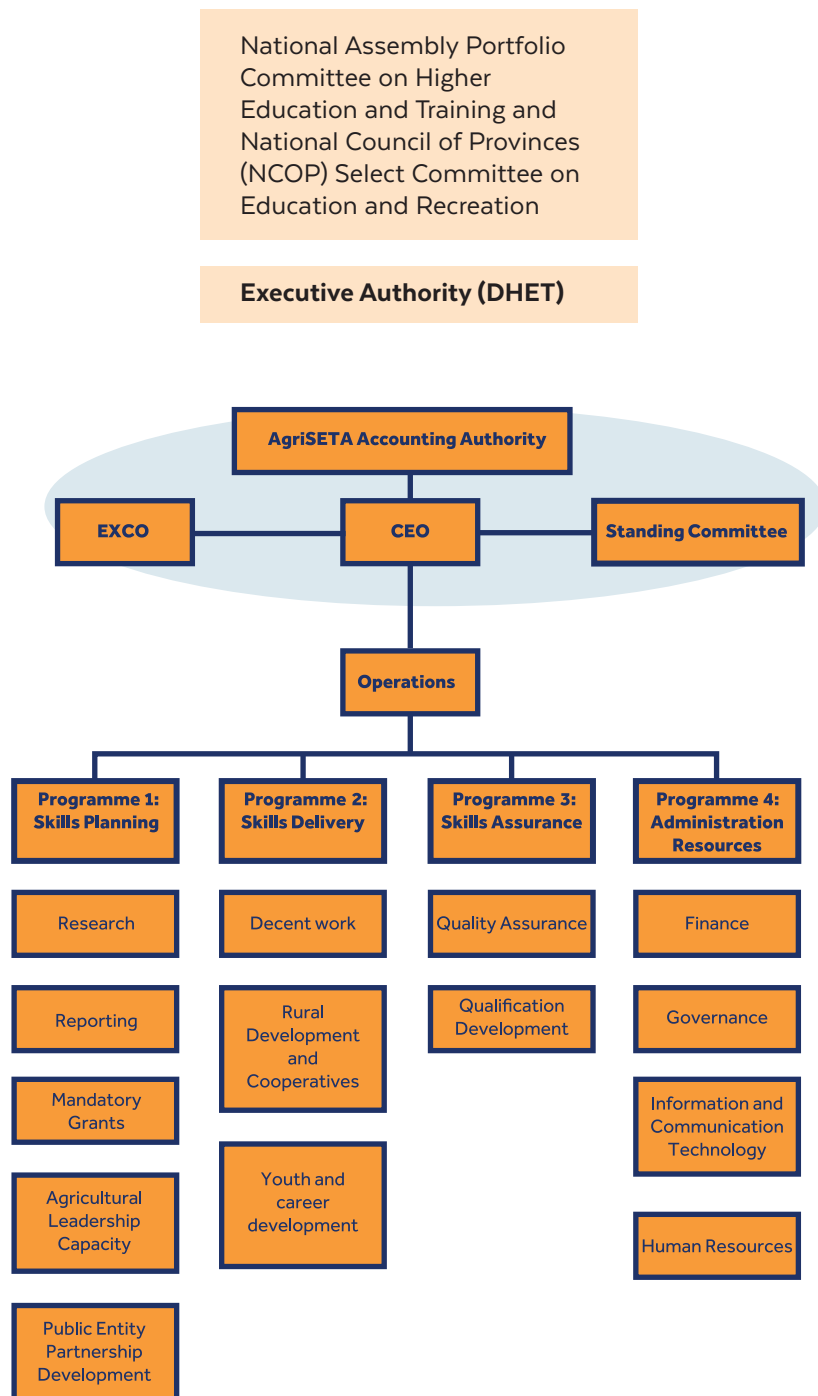 National Assembly Portfolio
Committee on Higher
Education and Training and
National Council of Provinces
(NCOP) Select Committee on
Education and Recreation
Executive Authority (DHET)
AgriSETA Accounting Authority
EXCO
CEO
Standing Committee
Operations
Programme 1:
Skills Planning
Programme 2:
Skills Delivery
Programme 3:
Skills Assurance
Programme 4:
Administration
Resources
Research
Reporting
Mandatory
Grants
Agricultural
Leadership
Capacity
Public Entity
Partnership
Development
Decent work
Rural
Development
and
Cooperatives
Youth and
career
development
Quality Assurance
Qualification
Development
Finance
Governance
Information and
Communication
Technology
Human Resources